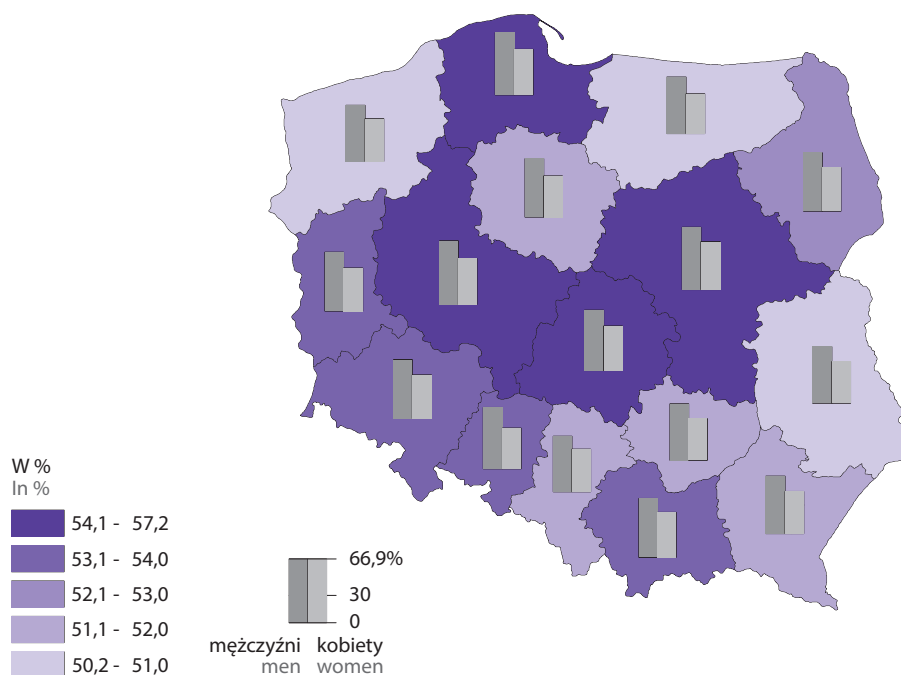 W %
In %
54,1 - 57,2
53,1 - 54,0
52,1 - 53,0
51,1 - 52,0
50,2 - 51,0
66,9%
30
0
mężczyźni kobiety
men women